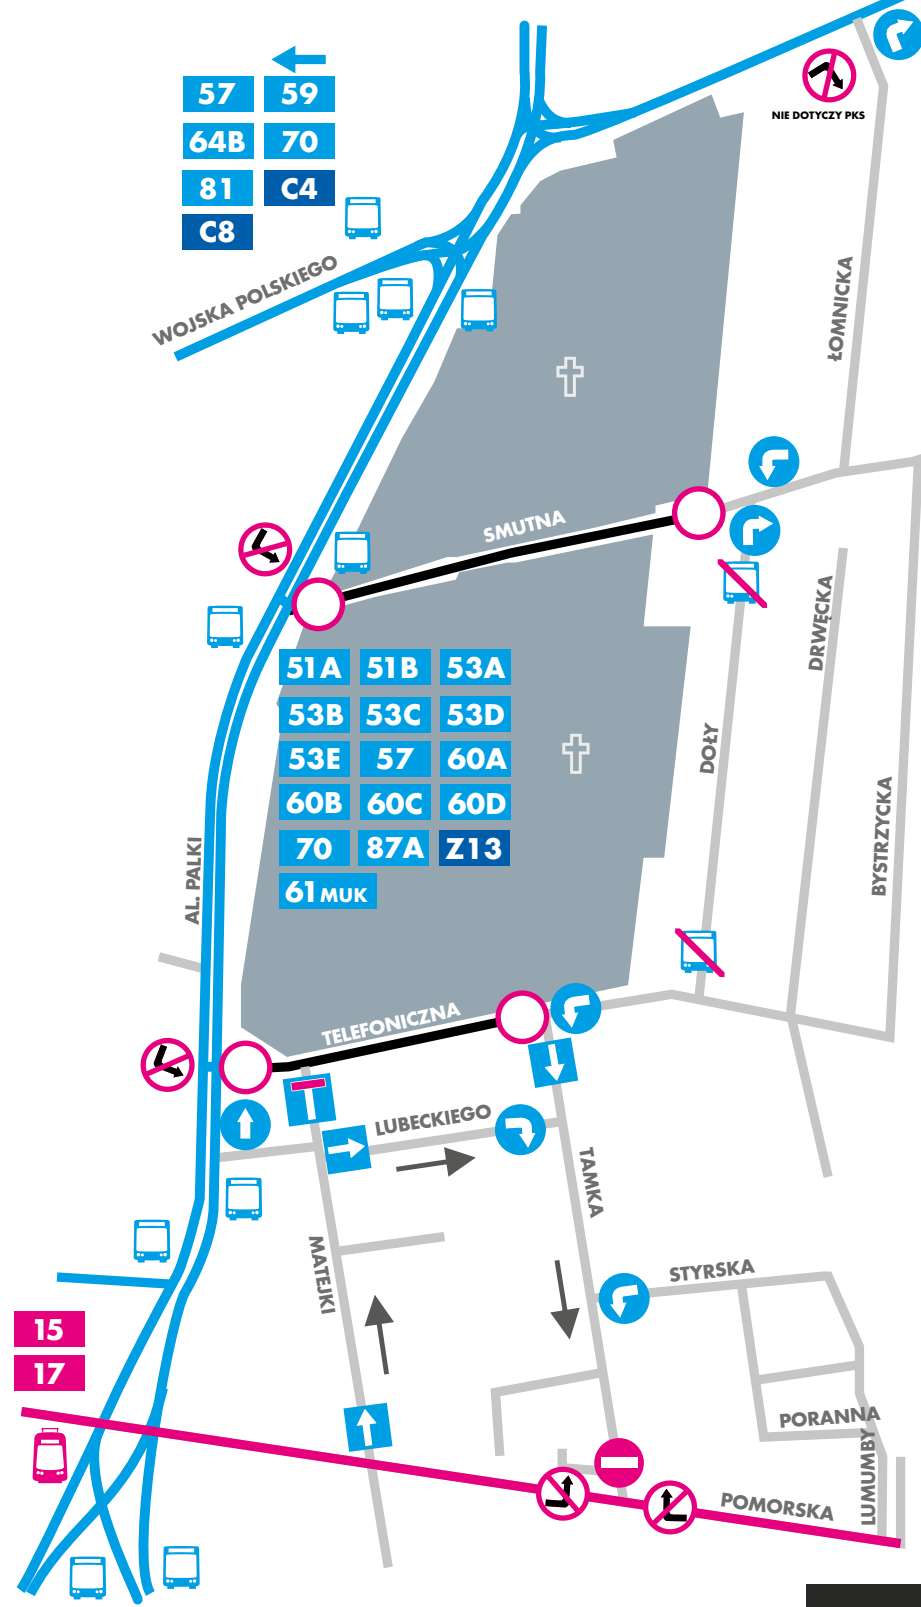 57 59
64B 70
81 C4
C8
NIE DOTYCZY PKS
WOJSKA POLSKIEGO
ŁOMNICKA
SMUTNA
DRWĘCKA
51A 51B 53A
53B 53C 53D
53E 57 60A
60B 60C 60D
70 87A Z13
61 MUK
DOŁY
BYSTRZYCKA
AL. PALKI
TELEFONICZNA
LUBECKIEGO
TAMKA
MATEJKI
STYRSKA
15
17
PORANNA
LUMUMBY
POMORSKA